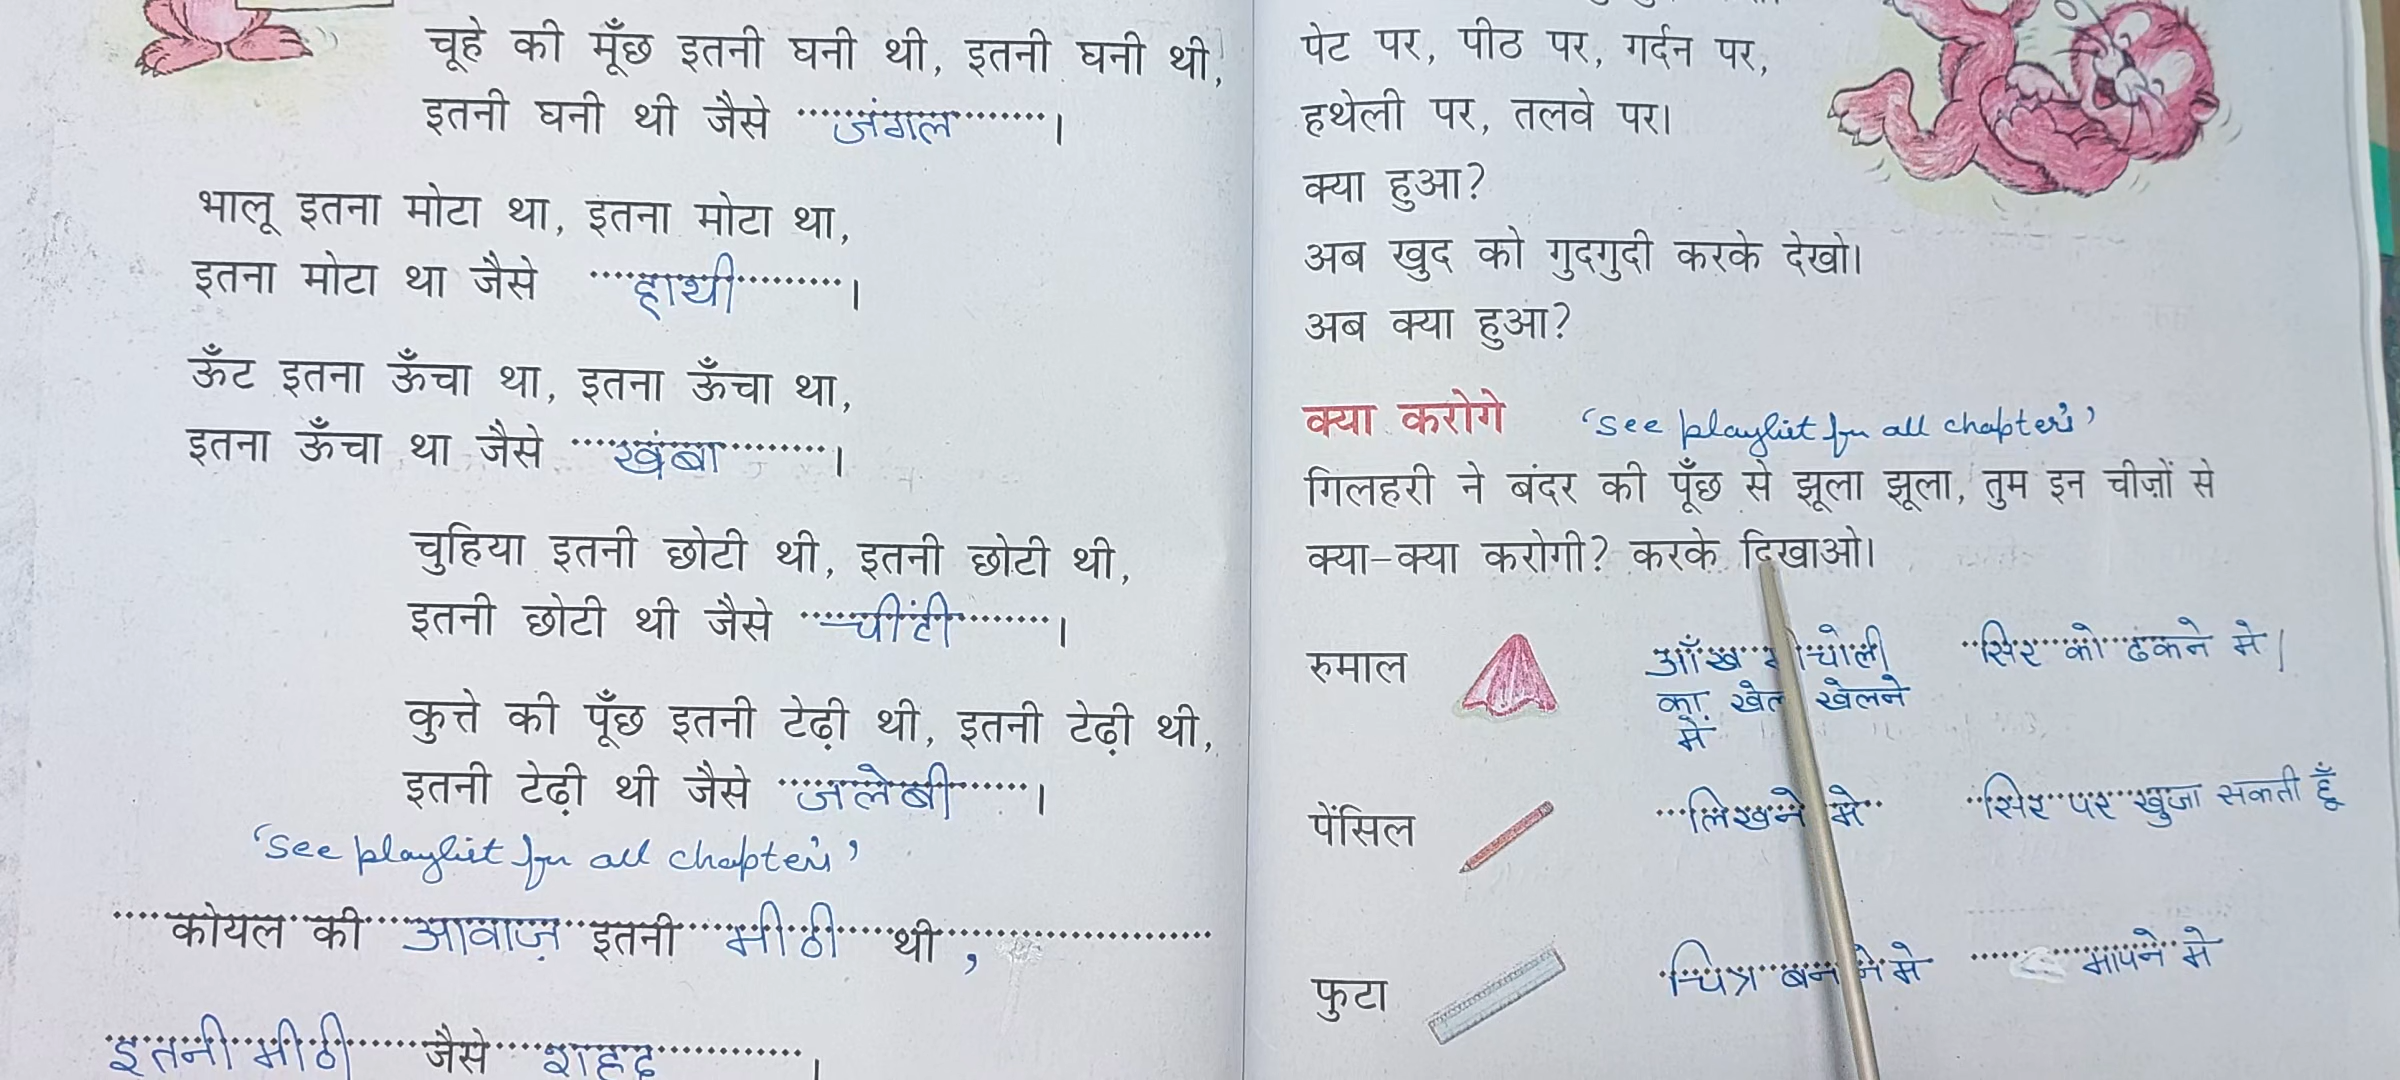 चूहे की मूँछ इतनी घनी थी, इतनी घनी थी,
इतनी घनी थी जैसे जंगल ।
भालू इतना मोटा था, इतना मोटा था,
इतना मोटा था जैसे हाथी ।
ऊँट इतना ऊँचा था, इतना ऊँचा था,
इतना ऊँचा था जैसे खंबा ।
चुहिया इतनी छोटी थी, इतनी छोटी थी,
इतनी छोटी थी जैसे चींटी ।
कुत्ते की पूँछ इतनी टेढ़ी थी, इतनी टेढ़ी थी,
इतनी टेढ़ी थी जैसे जलेबी ।
'See playlist for all chapters'
कोयल की आवाज़ इतनी मीठी थी ,
इतनी मीठी जैसे शहद ।
पेट पर, पीठ पर, गर्दन पर,
हथेली पर, तलवे पर।
क्या हुआ?
अब खुद को गुदगुदी करके देखो।
अब क्या हुआ?
क्या करोगे 'See playlist for all chapters'
गिलहरी ने बंदर की पूँछ से झूला झूला, तुम इन चीज़ों से
क्या-क्या करोगी? करके दिखाओ।
रुमाल आँख मिचोली सिर को ढंकने मे।
का खेल खेलने
में
पेंसिल लिखने मे सिर पर खुजा सकती हूँ
फुटा चित्र बनाने मे मापने मे